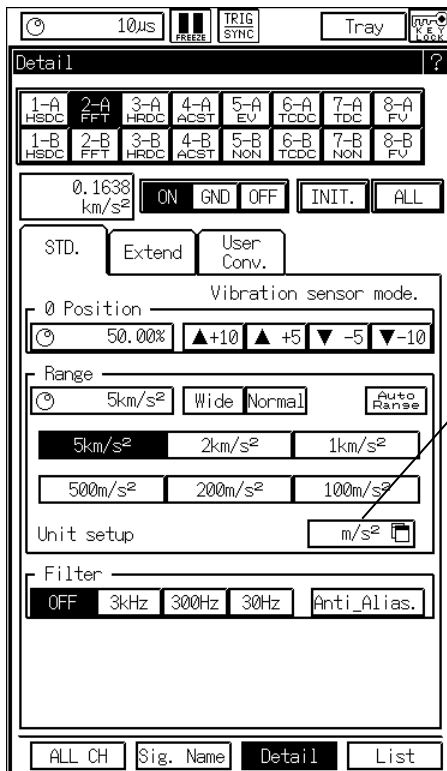 10µs FREEZE TRIG SYNC Tray KEY LOCK
Detail ?
1-A 2-A 3-A 4-A 5-A 6-A 7-A 8-A
HSDC FFT HRDC ACST EV TCDC TDC FV
1-B 2-B 3-B 4-B 5-B 6-B 7-B 8-B
HSDC FFT HRDC ACST NON TCDC NON FV
0.1638
km/s² ON GND OFF INIT. ALL
STD. Extend User
Conv.
Vibration sensor mode.
0 Position
50.00% ▲+10 ▲ +5 ▼ -5 ▼-10
Range
5km/s² Wide Normal Auto Range
5km/s² 2km/s² 1km/s²
500m/s² 200m/s² 100m/s²
Unit setup m/s²
Filter
OFF 3kHz 300Hz 30Hz Anti_Alias.
ALL CH Sig. Name Detail List